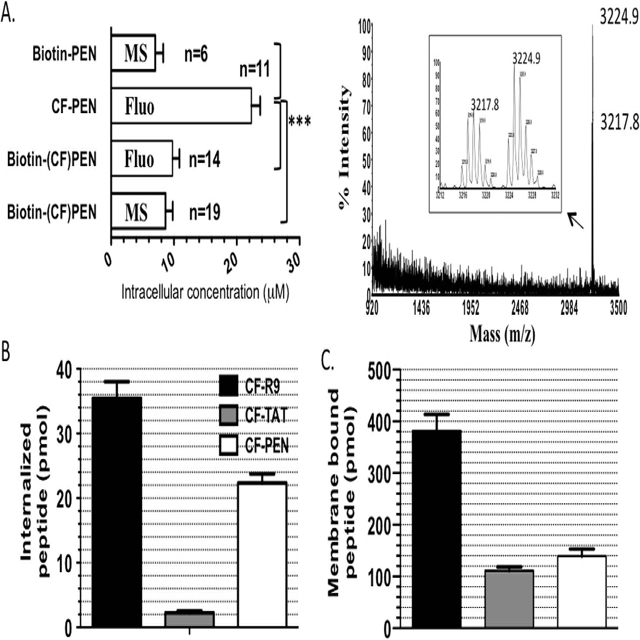 A.
Biotin-PEN MS n=6
n=11
CF-PEN Fluo
***
Biotin-(CF)PEN Fluo n=14
Biotin-(CF)PEN MS n=19
0 10 20 30
Intracellular concentration (μM)
3224.9
3217.8
3224.9
3217.8
% Intensity
100
90
80
70
60
50
40
30
20
10
0
920 1436 1952 2468 2984 3500
Mass (m/z)
B
Internalized
peptide (pmol)
40
30
20
10
0
CF-R9
CF-TAT
CF-PEN
C.
Membrane bound
peptide (pmol)
500
400
300
200
100
0